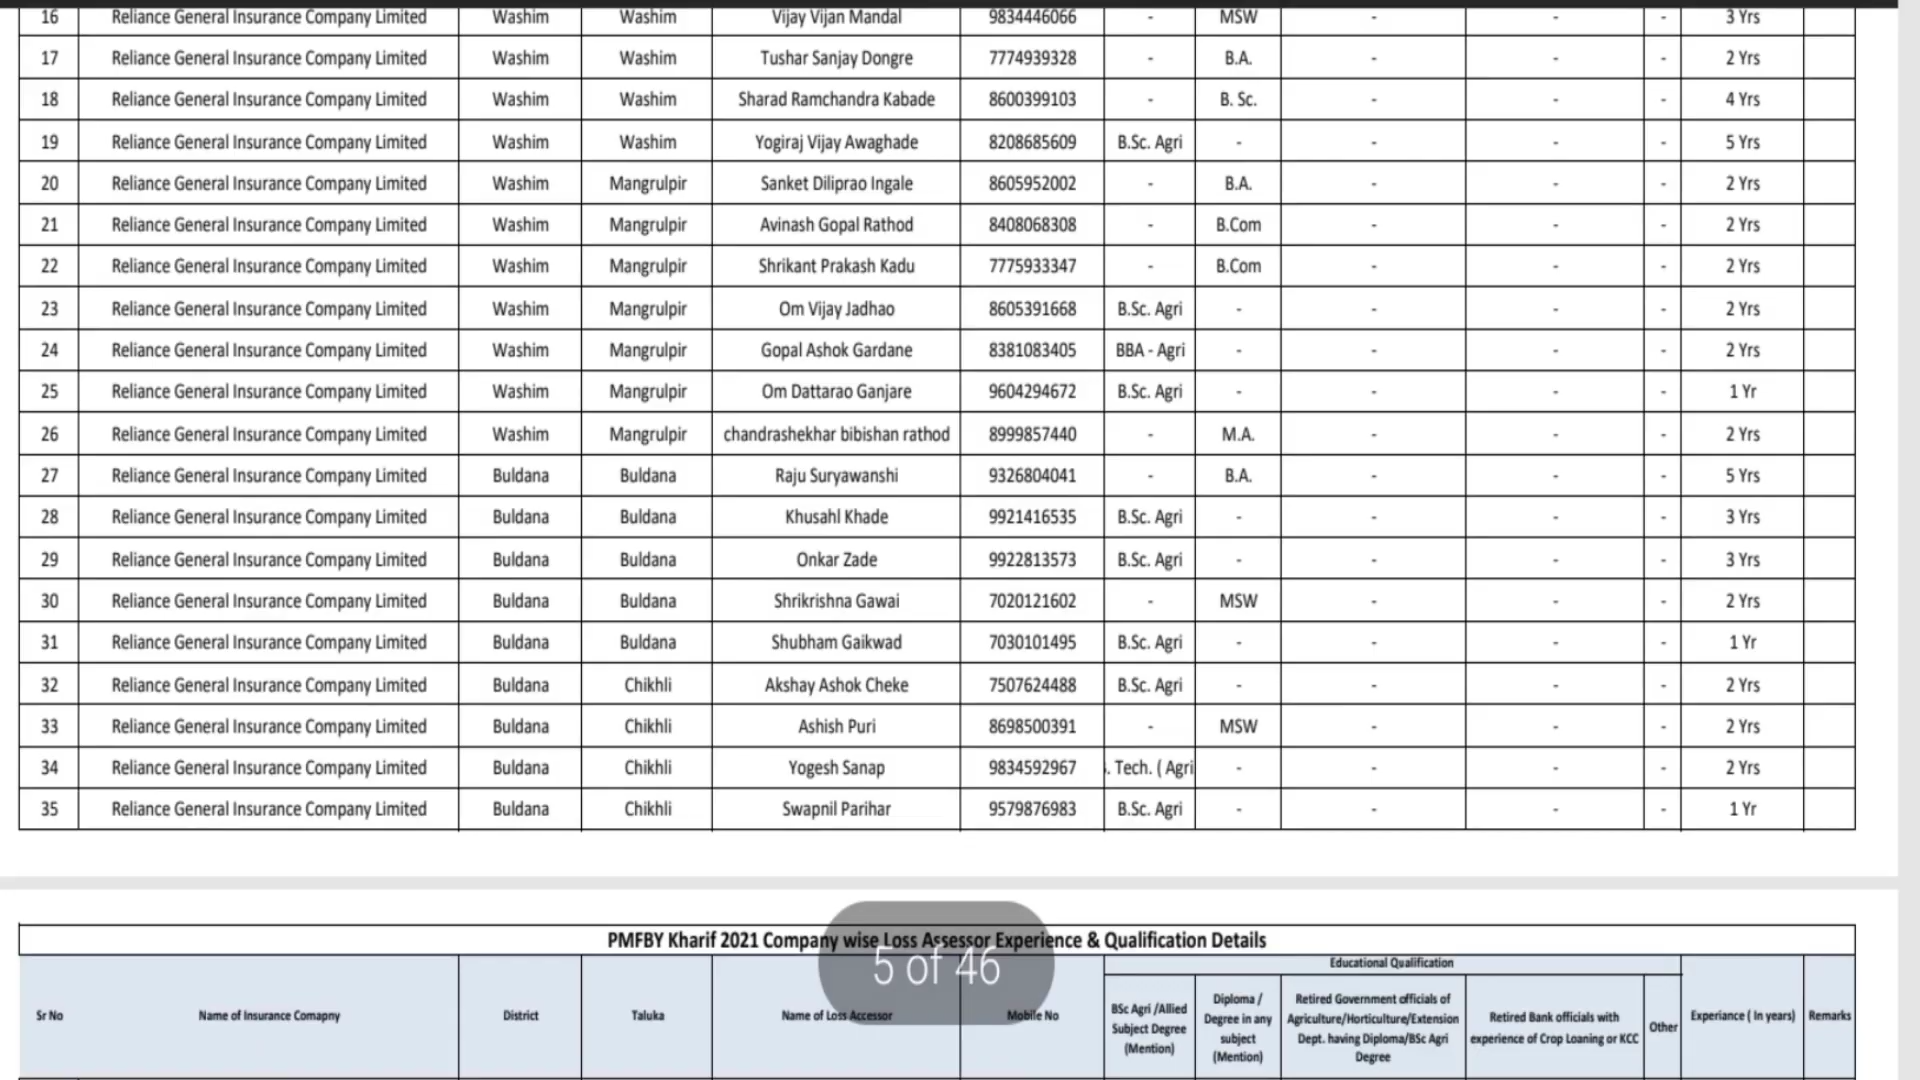 16 Reliance General Insurance Company Limited Washim Washim Vijay Vijan Mandal 9834446066 - MSW - - - 3 Yrs
17 Reliance General Insurance Company Limited Washim Washim Tushar Sanjay Dongre 7774939328 - B.A. - - - 2 Yrs
18 Reliance General Insurance Company Limited Washim Washim Sharad Ramchandra Kabade 8600399103 - B. Sc. - - - 4 Yrs
19 Reliance General Insurance Company Limited Washim Washim Yogiraj Vijay Awaghade 8208685609 B.Sc. Agri - - - - 5 Yrs
20 Reliance General Insurance Company Limited Washim Mangrulpir Sanket Diliprao Ingale 8605952002 - B.A. - - - 2 Yrs
21 Reliance General Insurance Company Limited Washim Mangrulpir Avinash Gopal Rathod 8408068308 - B.Com - - - 2 Yrs
22 Reliance General Insurance Company Limited Washim Mangrulpir Shrikant Prakash Kadu 7775933347 - B.Com - - - 2 Yrs
23 Reliance General Insurance Company Limited Washim Mangrulpir Om Vijay Jadhao 8605391668 B.Sc. Agri - - - - 2 Yrs
24 Reliance General Insurance Company Limited Washim Mangrulpir Gopal Ashok Gardane 8381083405 BBA - Agri - - - - 2 Yrs
25 Reliance General Insurance Company Limited Washim Mangrulpir Om Dattarao Ganjare 9604294672 B.Sc. Agri - - - - 1 Yr
26 Reliance General Insurance Company Limited Washim Mangrulpir chandrashekhar bibishan rathod 8999857440 - M.A. - - - 2 Yrs
27 Reliance General Insurance Company Limited Buldana Buldana Raju Suryawanshi 9326804041 - B.A. - - - 5 Yrs
28 Reliance General Insurance Company Limited Buldana Buldana Khusahl Khade 9921416535 B.Sc. Agri - - - - 3 Yrs
29 Reliance General Insurance Company Limited Buldana Buldana Onkar Zade 9922813573 B.Sc. Agri - - - - 3 Yrs
30 Reliance General Insurance Company Limited Buldana Buldana Shrikrishna Gawai 7020121602 - MSW - - - 2 Yrs
31 Reliance General Insurance Company Limited Buldana Buldana Shubham Gaikwad 7030101495 B.Sc. Agri - - - - 1 Yr
32 Reliance General Insurance Company Limited Buldana Chikhli Akshay Ashok Cheke 7507624488 B.Sc. Agri - - - - 2 Yrs
33 Reliance General Insurance Company Limited Buldana Chikhli Ashish Puri 8698500391 - MSW - - - 2 Yrs
34 Reliance General Insurance Company Limited Buldana Chikhli Yogesh Sanap 9834592967 . Tech. ( Agri - - - - 2 Yrs
35 Reliance General Insurance Company Limited Buldana Chikhli Swapnil Parihar 9579876983 B.Sc. Agri - - - - 1 Yr
PMFBY Kharif 2021 Company wise Loss Assessor Experience & Qualification Details
5 of 46
Educational Qualification
Sr No
Name of Insurance Comapny
District
Taluka
Name of Loss Accessor
Mobile No
BSc Agri /Allied
Subject Degree
(Mention)
Diploma /
Degree in any
subject
(Mention)
Retired Government officials of
Agriculture/Horticulture/Extension
Dept. having Diploma/BSc Agri
Degree
Retired Bank officials with
experience of Crop Loaning or KCC
Other
Experiance ( In years)
Remarks